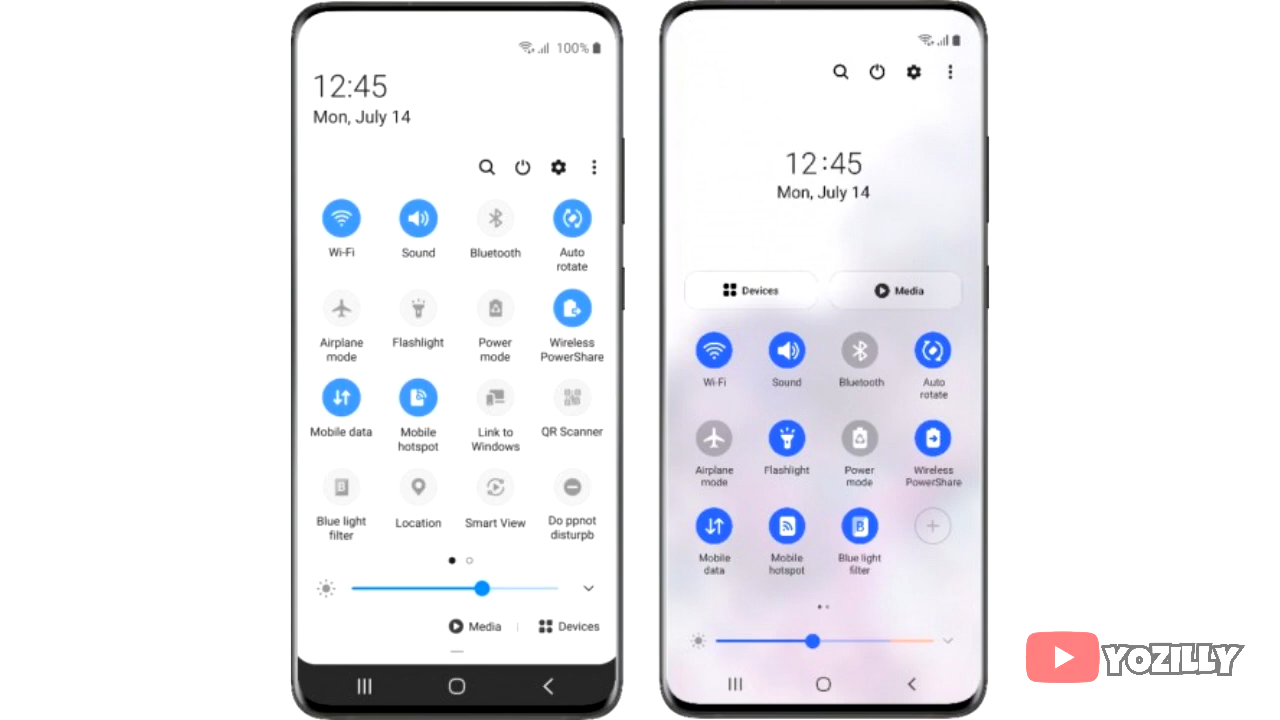 100%
12:45
Mon, July 14
Wi-Fi
Sound
Bluetooth
Auto
rotate
Airplane
mode
Flashlight
Power
mode
Wireless
PowerShare
Mobile data
Mobile
hotspot
Link to
Windows
QR Scanner
Blue light
filter
Location
Smart View
Do ppnot
disturpb
Media
Devices
12:45
Mon, July 14
Devices
Media
Wi-Fi
Sound
Bluetooth
Auto
rotate
Airplane
mode
Flashlight
Power
mode
Wireless
PowerShare
Mobile
data
Mobile
hotspot
B
Blue light
filter
YOZILLY